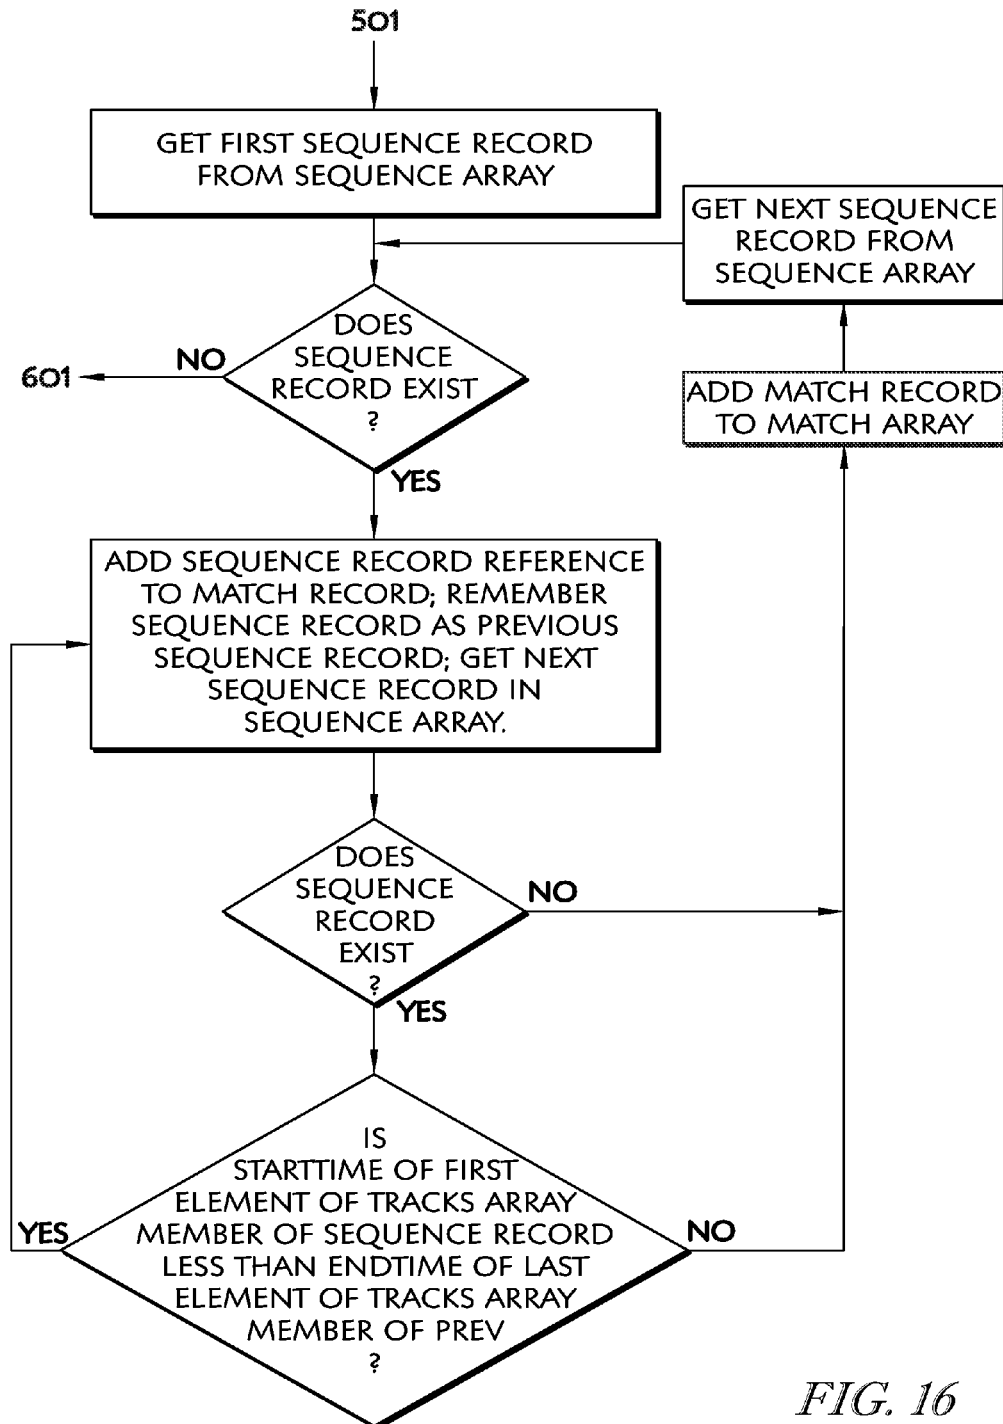 501
GET FIRST SEQUENCE RECORD
FROM SEQUENCE ARRAY
GET NEXT SEQUENCE
RECORD FROM
SEQUENCE ARRAY
DOES
SEQUENCE
RECORD EXIST
?
NO
601
ADD MATCH RECORD
TO MATCH ARRAY
YES
ADD SEQUENCE RECORD REFERENCE
TO MATCH RECORD; REMEMBER
SEQUENCE RECORD AS PREVIOUS
SEQUENCE RECORD; GET NEXT
SEQUENCE RECORD IN
SEQUENCE ARRAY.
DOES
SEQUENCE
RECORD
EXIST
?
NO
YES
IS
STARTTIME OF FIRST
ELEMENT OF TRACKS ARRAY
MEMBER OF SEQUENCE RECORD
LESS THAN ENDTIME OF LAST
ELEMENT OF TRACKS ARRAY
MEMBER OF PREV
?
YES
NO
FIG. 16